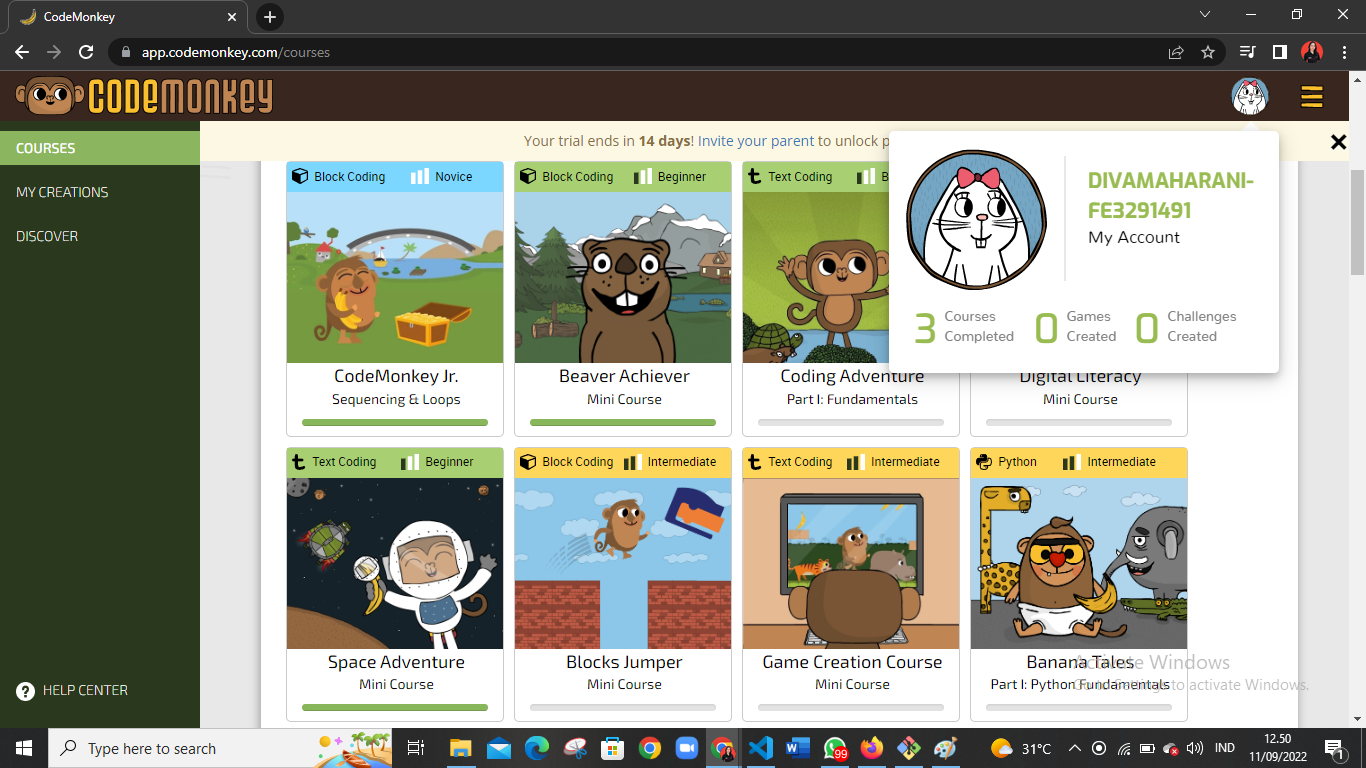 CodeMonkey
app.codemonkey.com/courses
CODEMONKEY
COURSES
MY CREATIONS
DISCOVER
HELP CENTER
Your trial ends in 14 days! Invite your parent to unlock
DIVAMAHARANI-
FE3291491
My Account
3 Courses Completed
0 Games Created
0 Challenges Created
Block Coding Novice
CodeMonkey Jr.
Sequencing & Loops
Block Coding Beginner
Beaver Achiever
Mini Course
t Text Coding B
Coding Adventure
Part I: Fundamentals
Digital Literacy
Mini Course
t Text Coding Beginner
Space Adventure
Mini Course
Block Coding Intermediate
Blocks Jumper
Mini Course
t Text Coding Intermediate
Game Creation Course
Mini Course
Python Intermediate
Banana Tales
Part I: Python Fundamentals
Activate Windows
Go to Settings to activate Windows.
Type here to search
99
31°C
IND
12.50
11/09/2022
1